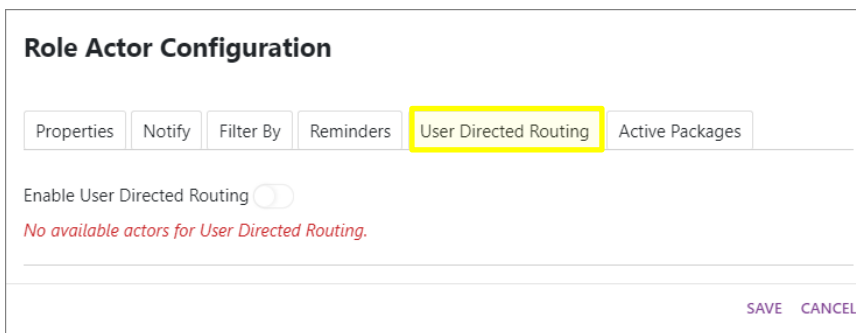 Role Actor Configuration
Properties Notify Filter By Reminders User Directed Routing Active Packages
Enable User Directed Routing
No available actors for User Directed Routing.
SAVE CANCEL